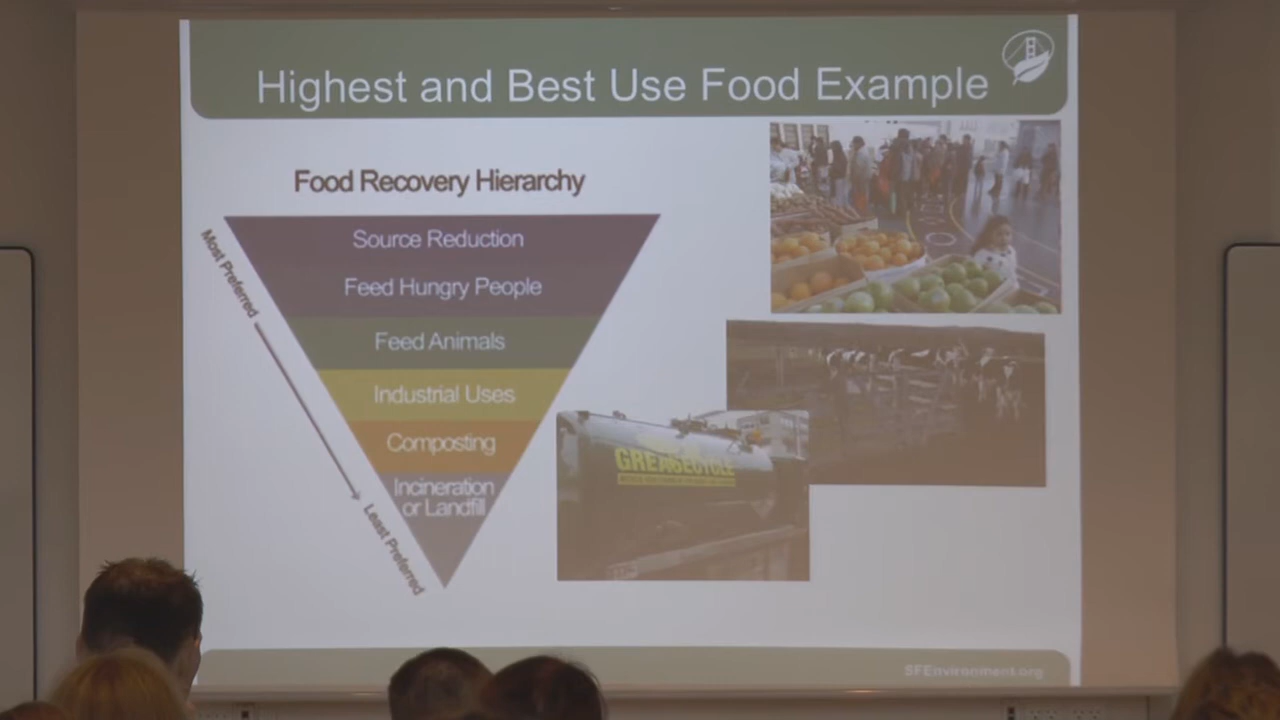 Highest and Best Use Food Example
Food Recovery Hierarchy
Most Preferred
Source Reduction
Feed Hungry People
Feed Animals
Industrial Uses
Composting
Incineration
or Landfill
Least Preferred
GREASECYCLE
SFEnvironment.org